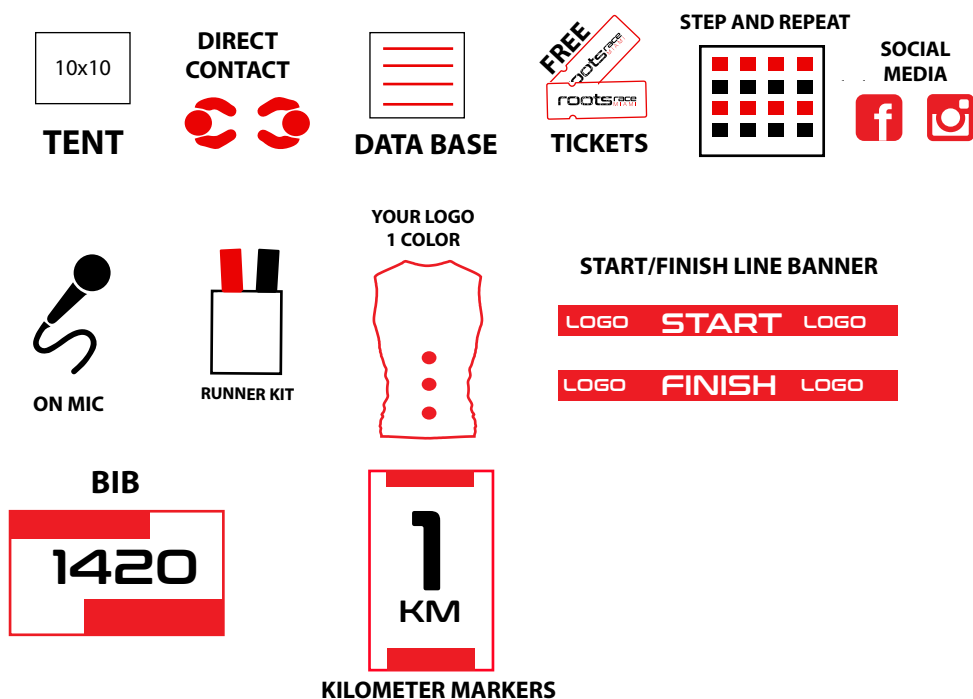 10x10
TENT
DIRECT
CONTACT
DATA BASE
FREE
rootsrace
MIAMI
rootsrace
MIAMI
TICKETS
STEP AND REPEAT
SOCIAL
MEDIA
f
ON MIC
RUNNER KIT
YOUR LOGO
1 COLOR
START/FINISH LINE BANNER
LOGO START LOGO
LOGO FINISH LOGO
BIB
1420
1
KM
KILOMETER MARKERS